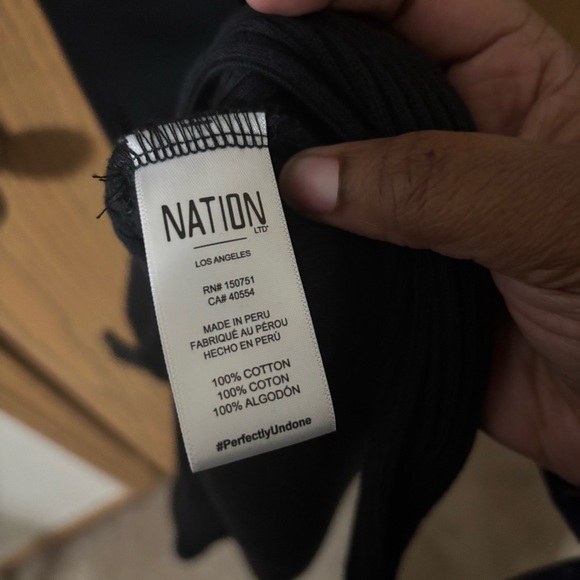 NATION
LTD
LOS ANGELES
RN# 150751
CA# 40554
MADE IN PERU
FABRIQUÉ AU PÉROU
HECHO EN PERÚ
100% COTTON
100% COTON
100% ALGODÓN
#PerfectlyUndone